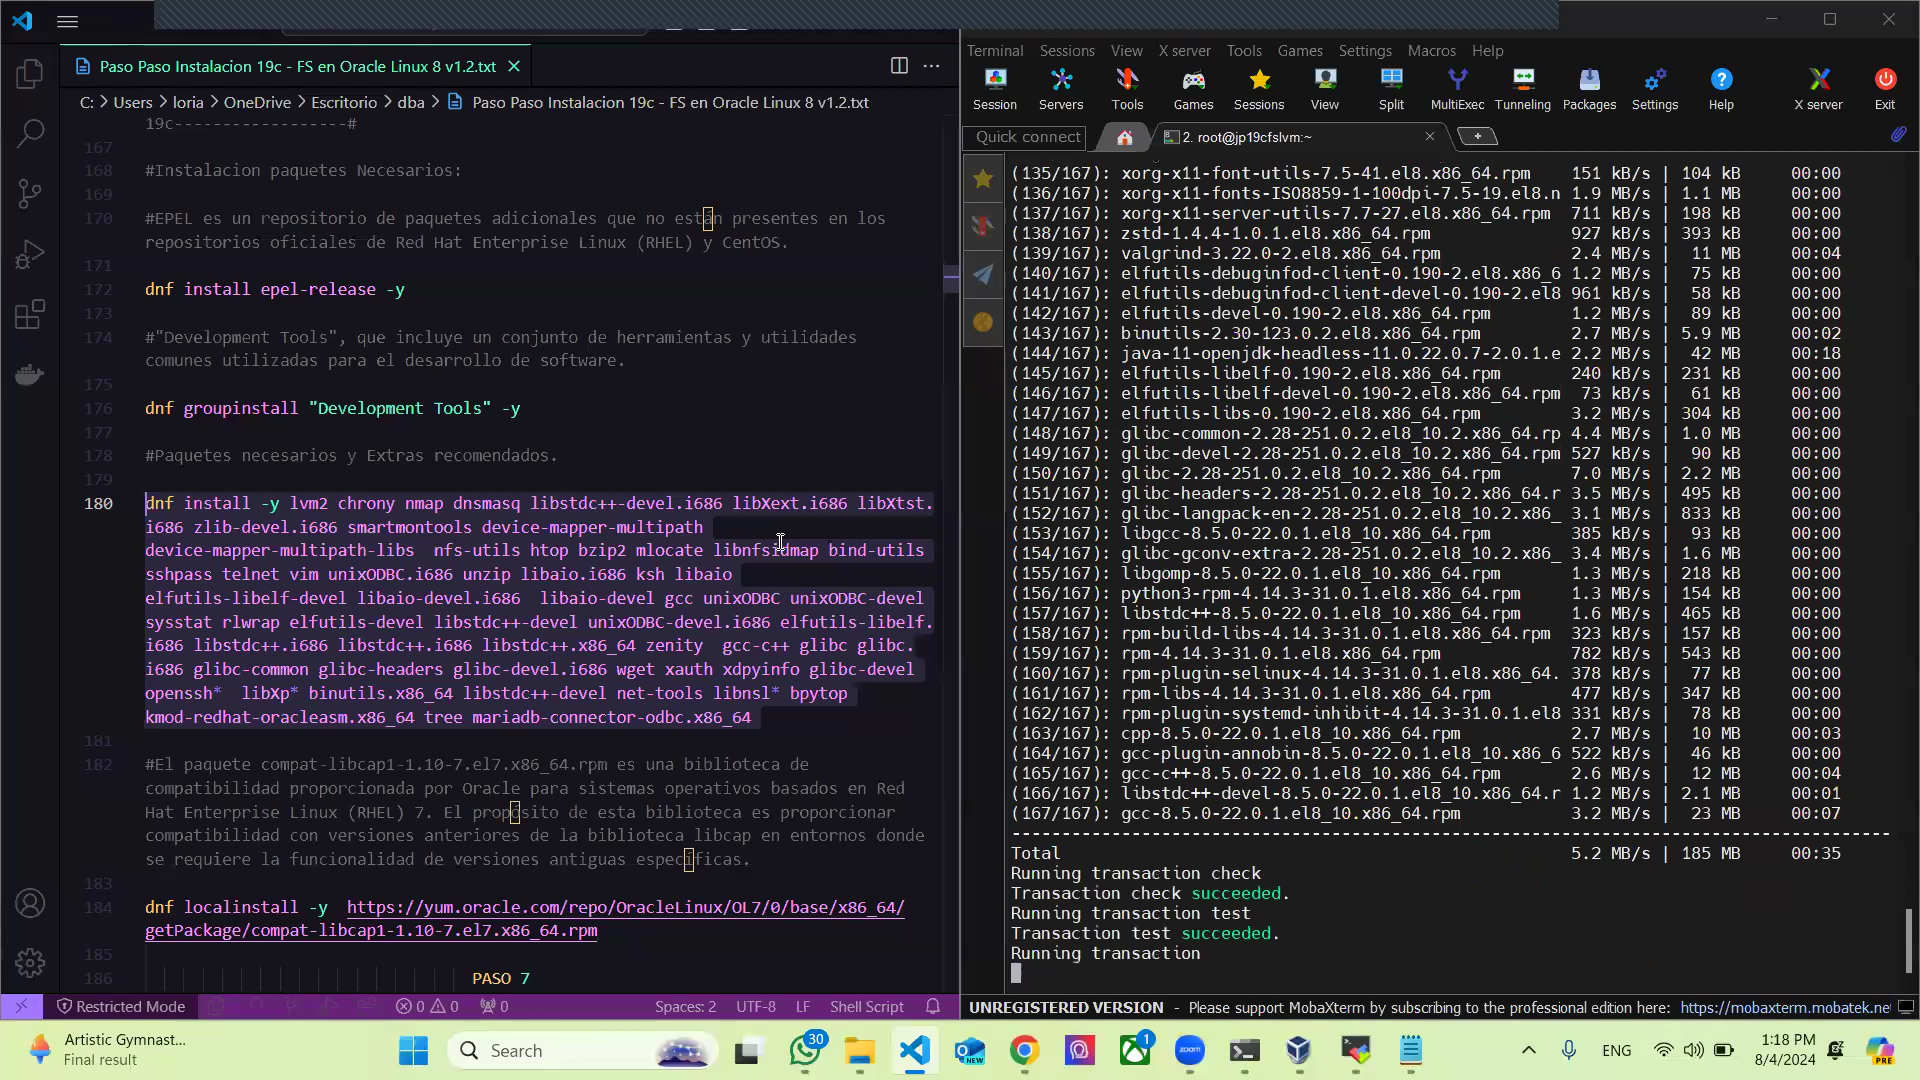 Paso Paso Instalacion 19c - FS en Oracle Linux 8 v1.2.txt
C: > Users > loria > OneDrive > Escritorio > dba > Paso Paso Instalacion 19c - FS en Oracle Linux 8 v1.2.txt
19c------------------#
167
168 #Instalacion paquetes Necesarios:
169
170 #EPEL es un repositorio de paquetes adicionales que no están presentes en los
repositorios oficiales de Red Hat Enterprise Linux (RHEL) y CentOS.
171
172 dnf install epel-release -y
173
174 #"Development Tools", que incluye un conjunto de herramientas y utilidades
comunes utilizadas para el desarrollo de software.
175
176 dnf groupinstall "Development Tools" -y
177
178 #Paquetes necesarios y Extras recomendados.
179
180 dnf install -y lvm2 chrony nmap dnsmasq libstdc++-devel.i686 libXext.i686 libXtst.
i686 zlib-devel.i686 smartmontools device-mapper-multipath
device-mapper-multipath-libs nfs-utils htop bzip2 mlocate libnfsidmap bind-utils
sshpass telnet vim unixODBC.i686 unzip libaio.i686 ksh libaio
elfutils-libelf-devel libaio-devel.i686 libaio-devel gcc unixODBC unixODBC-devel
sysstat rlwrap elfutils-devel libstdc++-devel unixODBC-devel.i686 elfutils-libelf.
i686 libstdc++.i686 libstdc++.i686 libstdc++.x86_64 zenity gcc-c++ glibc glibc.
i686 glibc-common glibc-headers glibc-devel.i686 wget xauth xdpyinfo glibc-devel
openssh* libXp* binutils.x86_64 libstdc++-devel net-tools libnsl* bpytop
kmod-redhat-oracleasm.x86_64 tree mariadb-connector-odbc.x86_64
181
182 #El paquete compat-libcap1-1.10-7.el7.x86_64.rpm es una biblioteca de
compatibilidad proporcionada por Oracle para sistemas operativos basados en Red
Hat Enterprise Linux (RHEL) 7. El propósito de esta biblioteca es proporcionar
compatibilidad con versiones anteriores de la biblioteca libcap en entornos donde
se requiere la funcionalidad de versiones antiguas específicas.
183
184 dnf localinstall -y https://yum.oracle.com/repo/OracleLinux/OL7/0/base/x86_64/
getPackage/compat-libcap1-1.10-7.el7.x86_64.rpm
185
186 PASO 7
Restricted Mode 0 0 0 Spaces: 2 UTF-8 LF Shell Script
Terminal Sessions View X server Tools Games Settings Macros Help
Session Servers Tools Games Sessions View Split MultiExec Tunneling Packages Settings Help X server Exit
Quick connect 2. root@jp19cfslvm:~
(135/167): xorg-x11-font-utils-7.5-41.el8.x86_64.rpm 151 kB/s | 104 kB 00:00
(136/167): xorg-x11-fonts-ISO8859-1-100dpi-7.5-19.el8.n 1.9 MB/s | 1.1 MB 00:00
(137/167): xorg-x11-server-utils-7.7-27.el8.x86_64.rpm 711 kB/s | 198 kB 00:00
(138/167): zstd-1.4.4-1.0.1.el8.x86_64.rpm 927 kB/s | 393 kB 00:00
(139/167): valgrind-3.22.0-2.el8.x86_64.rpm 2.4 MB/s | 11 MB 00:04
(140/167): elfutils-debuginfod-client-0.190-2.el8.x86_6 1.2 MB/s | 75 kB 00:00
(141/167): elfutils-debuginfod-client-devel-0.190-2.el8 961 kB/s | 58 kB 00:00
(142/167): elfutils-devel-0.190-2.el8.x86_64.rpm 1.2 MB/s | 89 kB 00:00
(143/167): binutils-2.30-123.0.2.el8.x86_64.rpm 2.7 MB/s | 5.9 MB 00:02
(144/167): java-11-openjdk-headless-11.0.22.0.7-2.0.1.e 2.2 MB/s | 42 MB 00:18
(145/167): elfutils-libelf-0.190-2.el8.x86_64.rpm 240 kB/s | 231 kB 00:00
(146/167): elfutils-libelf-devel-0.190-2.el8.x86_64.rpm 73 kB/s | 61 kB 00:00
(147/167): elfutils-libs-0.190-2.el8.x86_64.rpm 3.2 MB/s | 304 kB 00:00
(148/167): glibc-common-2.28-251.0.2.el8_10.2.x86_64.rp 4.4 MB/s | 1.0 MB 00:00
(149/167): glibc-devel-2.28-251.0.2.el8_10.2.x86_64.rpm 527 kB/s | 90 kB 00:00
(150/167): glibc-2.28-251.0.2.el8_10.2.x86_64.rpm 7.0 MB/s | 2.2 MB 00:00
(151/167): glibc-headers-2.28-251.0.2.el8_10.2.x86_64.r 3.5 MB/s | 495 kB 00:00
(152/167): glibc-langpack-en-2.28-251.0.2.el8_10.2.x86_ 3.1 MB/s | 833 kB 00:00
(153/167): libgcc-8.5.0-22.0.1.el8_10.x86_64.rpm 385 kB/s | 93 kB 00:00
(154/167): glibc-gconv-extra-2.28-251.0.2.el8_10.2.x86_ 3.4 MB/s | 1.6 MB 00:00
(155/167): libgomp-8.5.0-22.0.1.el8_10.x86_64.rpm 1.3 MB/s | 218 kB 00:00
(156/167): python3-rpm-4.14.3-31.0.1.el8.x86_64.rpm 1.3 MB/s | 154 kB 00:00
(157/167): libstdc++-8.5.0-22.0.1.el8_10.x86_64.rpm 1.6 MB/s | 465 kB 00:00
(158/167): rpm-build-libs-4.14.3-31.0.1.el8.x86_64.rpm 323 kB/s | 157 kB 00:00
(159/167): rpm-4.14.3-31.0.1.el8.x86_64.rpm 782 kB/s | 543 kB 00:00
(160/167): rpm-plugin-selinux-4.14.3-31.0.1.el8.x86_64. 378 kB/s | 77 kB 00:00
(161/167): rpm-libs-4.14.3-31.0.1.el8.x86_64.rpm 477 kB/s | 347 kB 00:00
(162/167): rpm-plugin-systemd-inhibit-4.14.3-31.0.1.el8 331 kB/s | 78 kB 00:00
(163/167): cpp-8.5.0-22.0.1.el8_10.x86_64.rpm 2.7 MB/s | 10 MB 00:03
(164/167): gcc-plugin-annobin-8.5.0-22.0.1.el8_10.x86_6 522 kB/s | 46 kB 00:00
(165/167): gcc-c++-8.5.0-22.0.1.el8_10.x86_64.rpm 2.6 MB/s | 12 MB 00:04
(166/167): libstdc++-devel-8.5.0-22.0.1.el8_10.x86_64.r 1.2 MB/s | 2.1 MB 00:01
(167/167): gcc-8.5.0-22.0.1.el8_10.x86_64.rpm 3.2 MB/s | 23 MB 00:07
--------------------------------------------------------------------------------
Total 5.2 MB/s | 185 MB 00:35
Running transaction check
Transaction check succeeded.
Running transaction test
Transaction test succeeded.
Running transaction
UNREGISTERED VERSION - Please support MobaXterm by subscribing to the professional edition here: https://mobaxterm.mobatek.ne
Artistic Gymnast...
Final result
Search
30
NEW
1
zoom
ENG
1:18 PM
8/4/2024
PRE